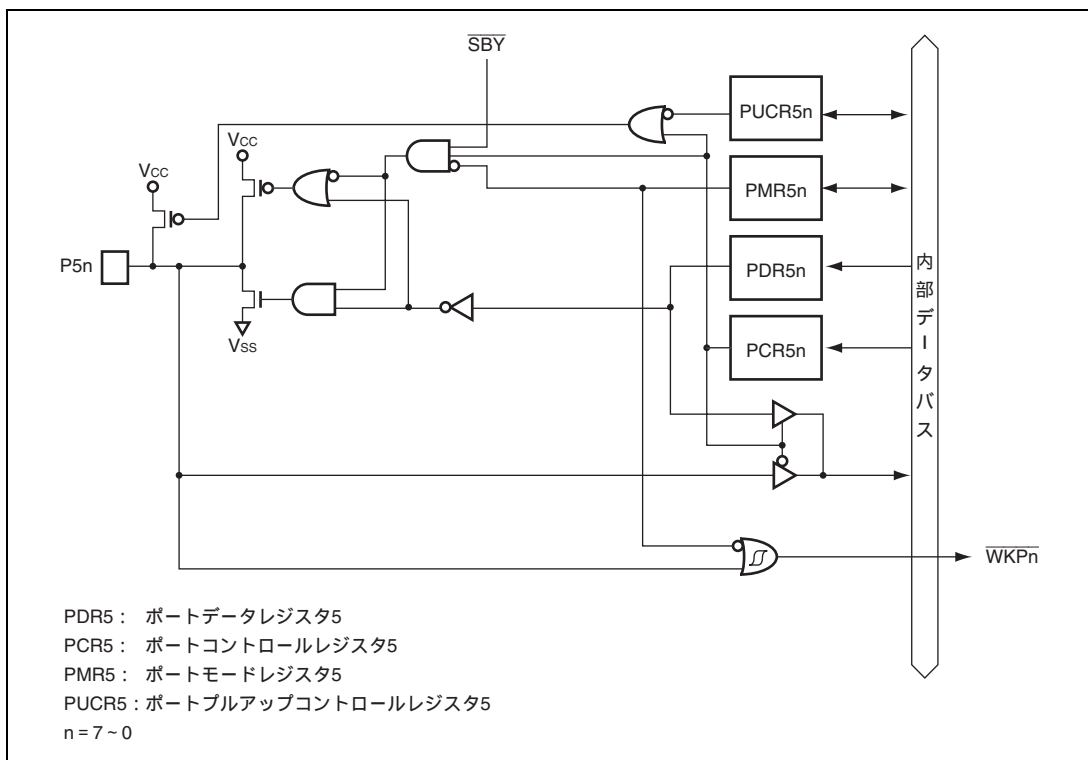 SBY
PUCR5n
VCC
VCC
PMR5n
P5n
PDR5n
内部データバス
VSS
PCR5n
WKPn
PDR5： ポートデータレジスタ5
PCR5： ポートコントロールレジスタ5
PMR5： ポートモードレジスタ5
PUCR5：ポートプルアップコントロールレジスタ5
n = 7 ~ 0